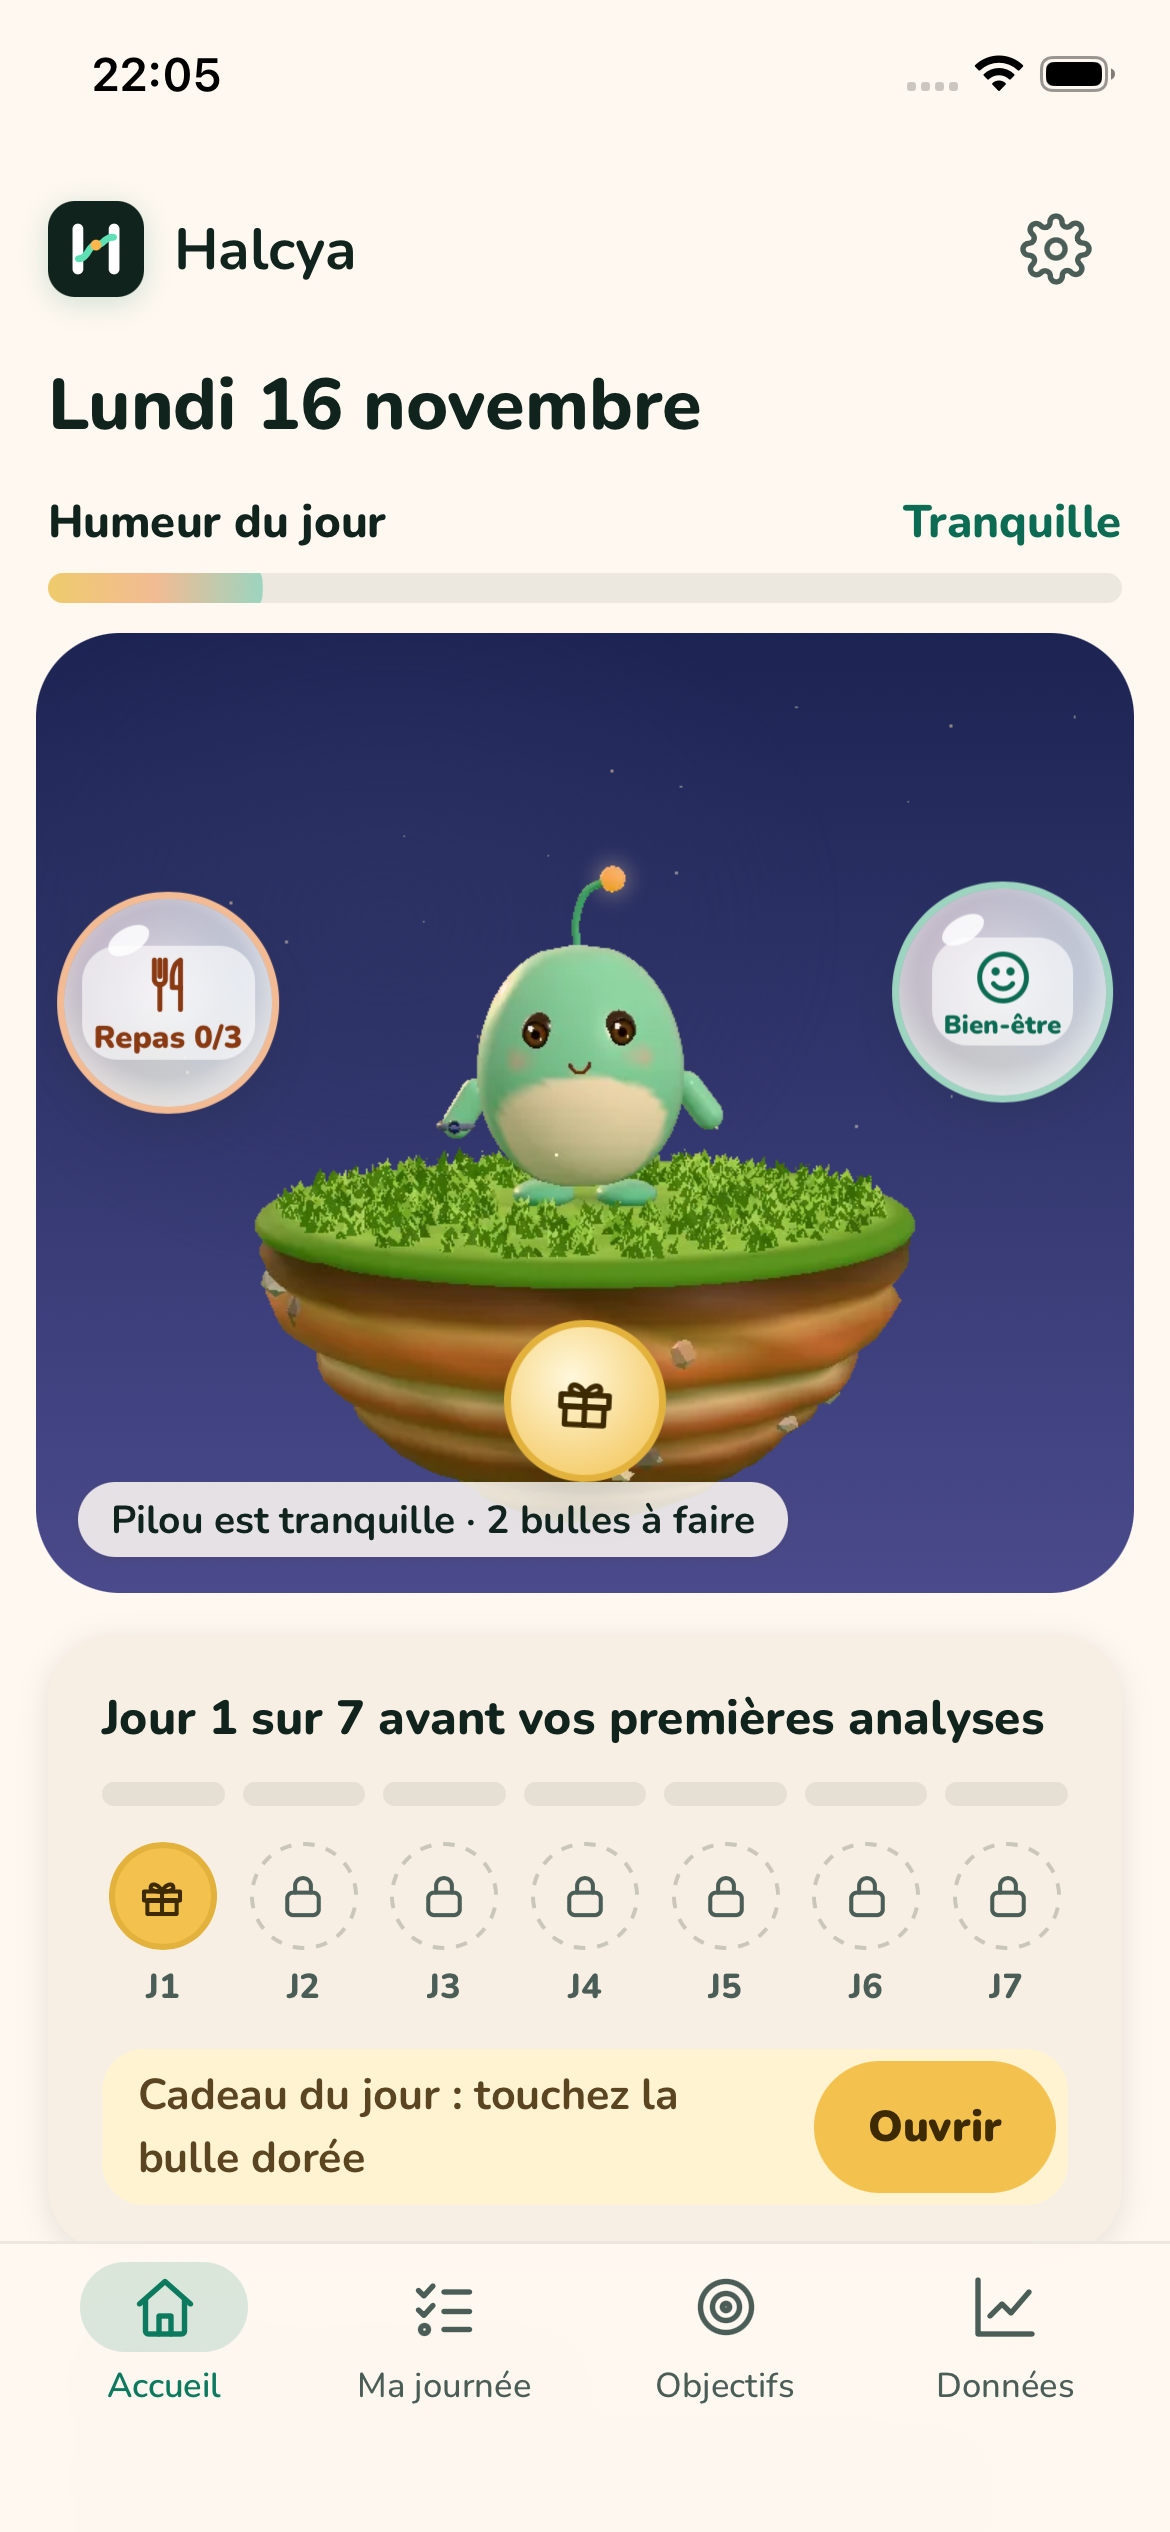 22:05
Halcya
Lundi 16 novembre
Humeur du jour
Tranquille
Repas 0/3
Bien-être
Pilou est tranquille · 2 bulles à faire
Jour 1 sur 7 avant vos premières analyses
J1 J2 J3 J4 J5 J6 J7
Cadeau du jour : touchez la
bulle dorée
Ouvrir
Accueil Ma journée Objectifs Données